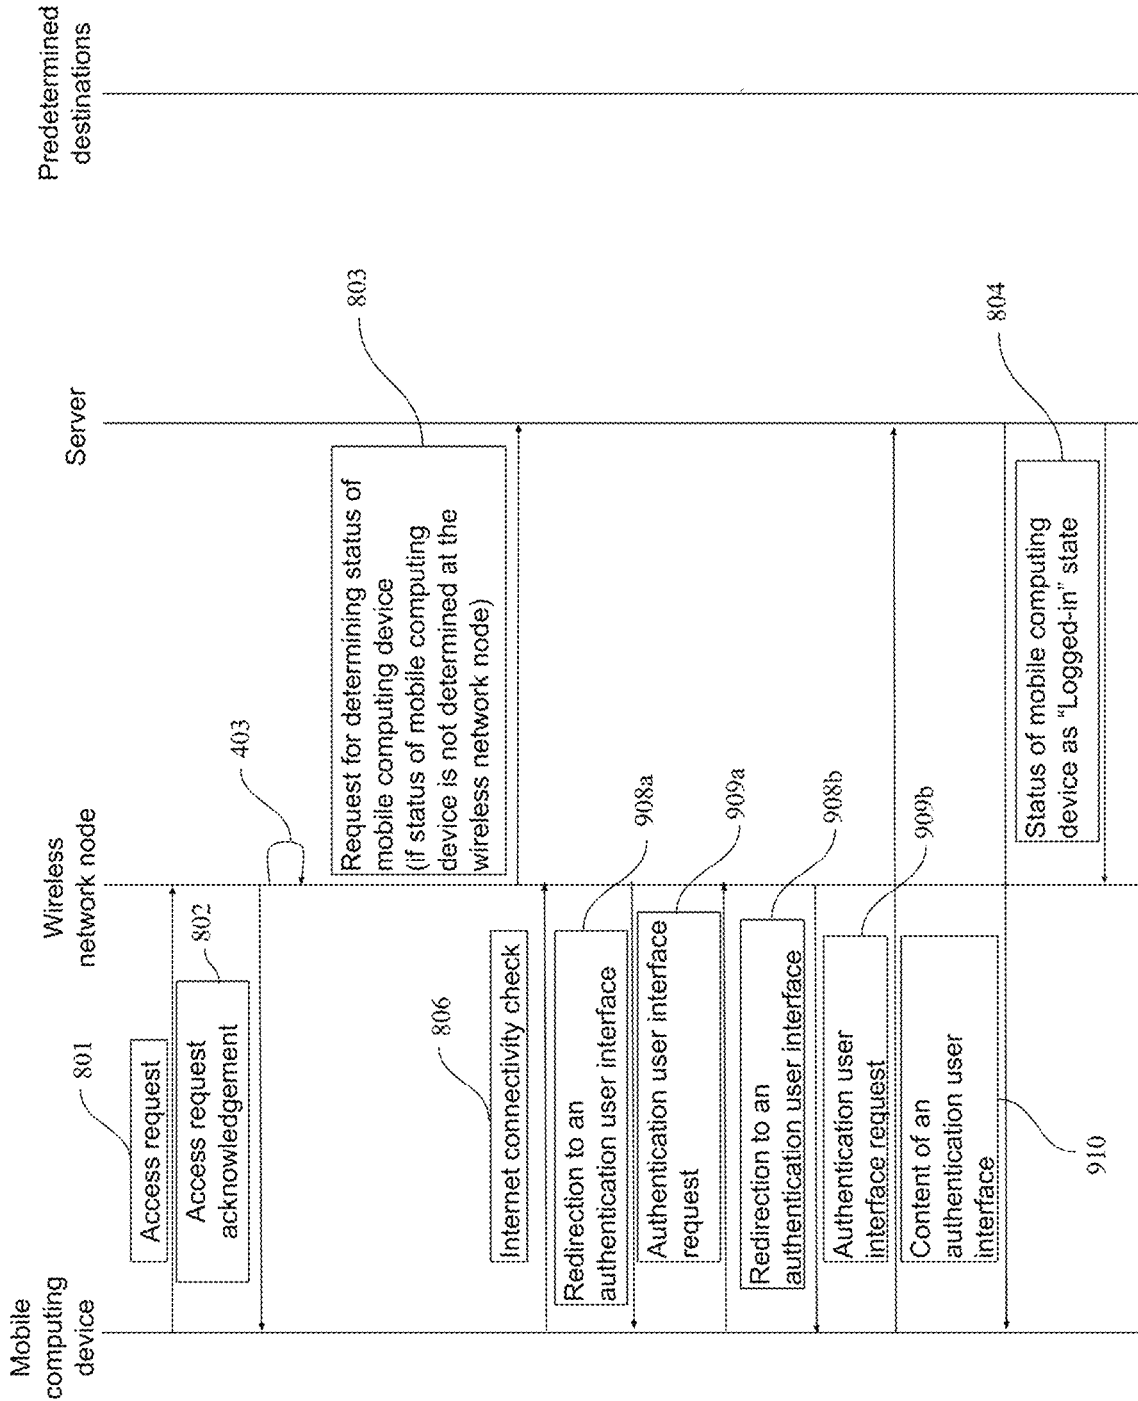 Mobile
computing
device
Wireless
network node
Server
Predetermined
destinations
801
Access request
802
Access request
acknowledgement
403
803
Request for determining status of
mobile computing device
(if status of mobile computing
device is not determined at the
wireless network node)
806
Internet connectivity check
908a
Redirection to an
authentication user interface
909a
Authentication user interface
request
908b
Redirection to an
authentication user interface
909b
Authentication user
interface request
Content of an
authentication user
interface
910
804
Status of mobile computing
device as “Logged-in” state